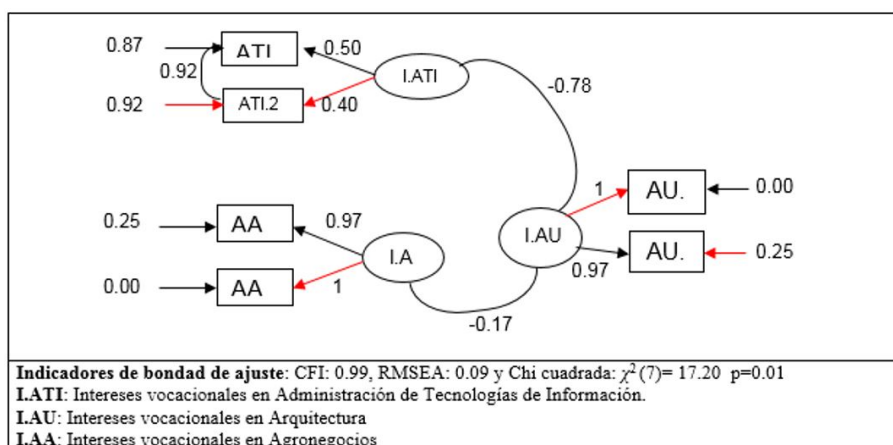 0.87
ATI
0.50
0.92
I.ATI
0.92
ATI.2
0.40
-0.78
1
AU.
0.00
0.25
AA
0.97
I.AU
I.A
0.97
AU.
0.25
0.00
AA
1
-0.17
Indicadores de bondad de ajuste: CFI: 0.99, RMSEA: 0.09 y Chi cuadrada: χ²(7)= 17.20 p=0.01
I.ATI: Intereses vocacionales en Administración de Tecnologías de Información.
I.AU: Intereses vocacionales en Arquitectura
I.AA: Intereses vocacionales en Agronegocios